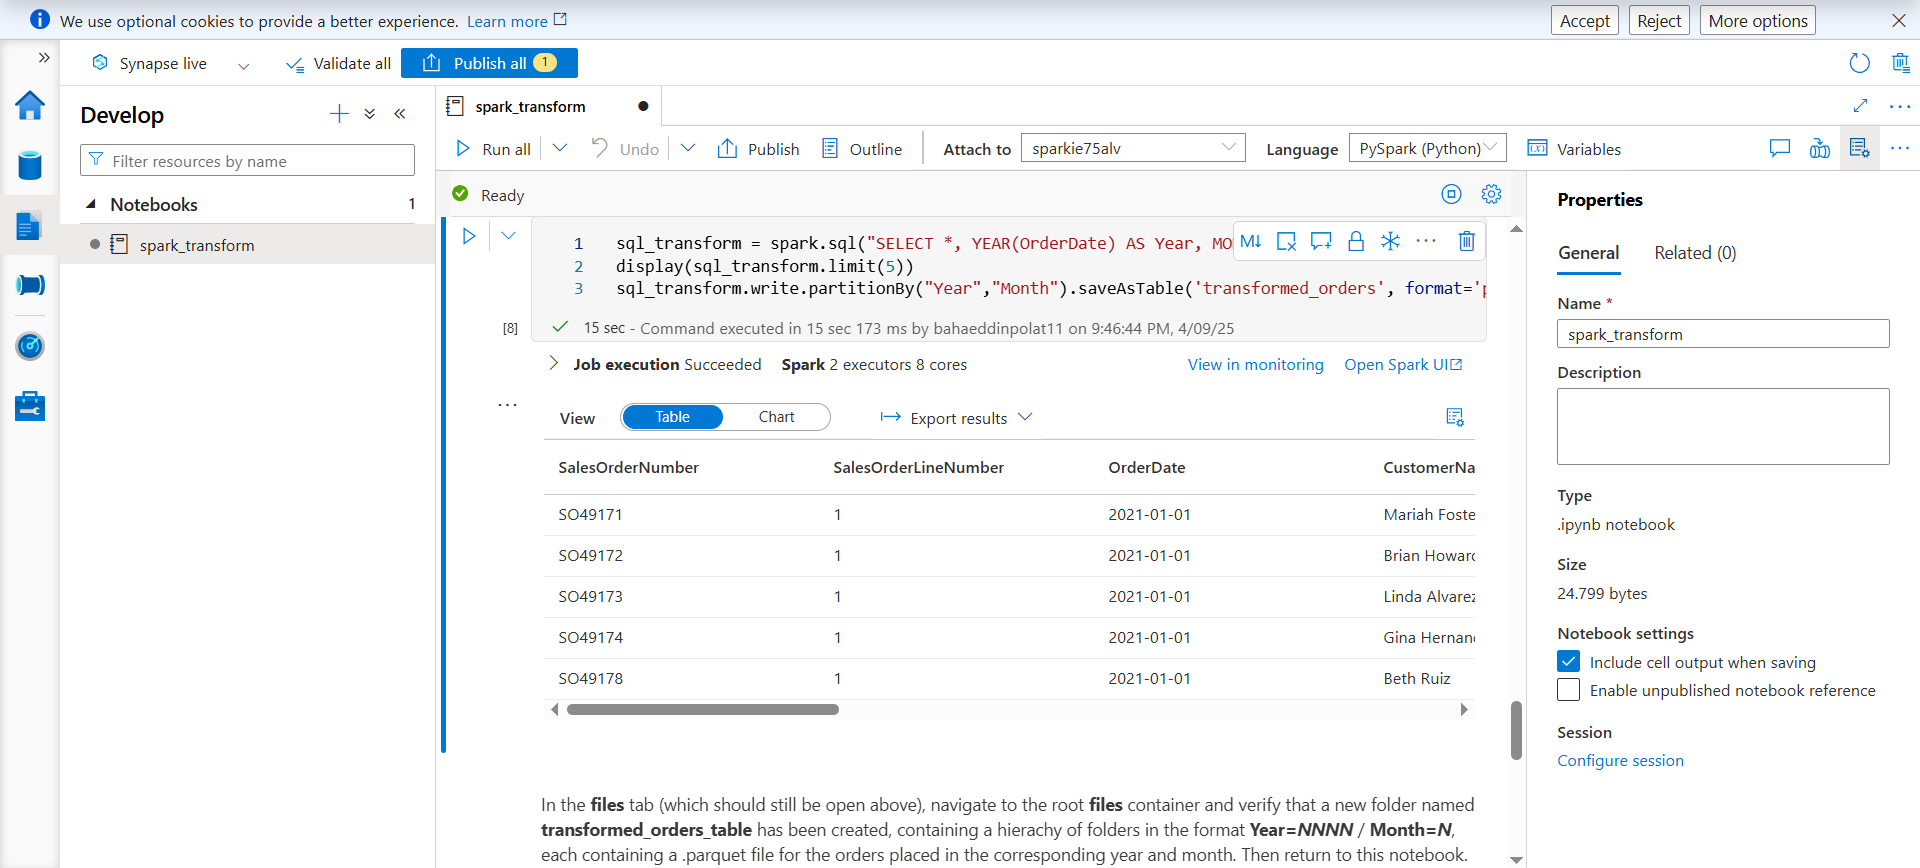 We use optional cookies to provide a better experience. Learn more
Accept
Reject
More options
Synapse live
Validate all
Publish all 1
Develop
Filter resources by name
Notebooks 1
spark_transform
spark_transform
Run all
Undo
Publish
Outline
Attach to
sparkie75alv
Language
PySpark (Python)
Variables
Ready
1 sql_transform = spark.sql("SELECT *, YEAR(OrderDate) AS Year, MO
2 display(sql_transform.limit(5))
3 sql_transform.write.partitionBy("Year","Month").saveAsTable('transformed_orders', format='p
[8]
15 sec - Command executed in 15 sec 173 ms by bahaeddinpolat11 on 9:46:44 PM, 4/09/25
Job execution Succeeded Spark 2 executors 8 cores
View in monitoring
Open Spark UI
View
Table
Chart
Export results
SalesOrderNumber SalesOrderLineNumber OrderDate CustomerNa
SO49171 1 2021-01-01 Mariah Foste
SO49172 1 2021-01-01 Brian Howard
SO49173 1 2021-01-01 Linda Alvarez
SO49174 1 2021-01-01 Gina Hernan
SO49178 1 2021-01-01 Beth Ruiz
In the files tab (which should still be open above), navigate to the root files container and verify that a new folder named
transformed_orders_table has been created, containing a hierachy of folders in the format Year=NNNN / Month=N,
each containing a .parquet file for the orders placed in the corresponding year and month. Then return to this notebook.
Properties
General
Related (0)
Name *
spark_transform
Description
Type
.ipynb notebook
Size
24.799 bytes
Notebook settings
Include cell output when saving
Enable unpublished notebook reference
Session
Configure session